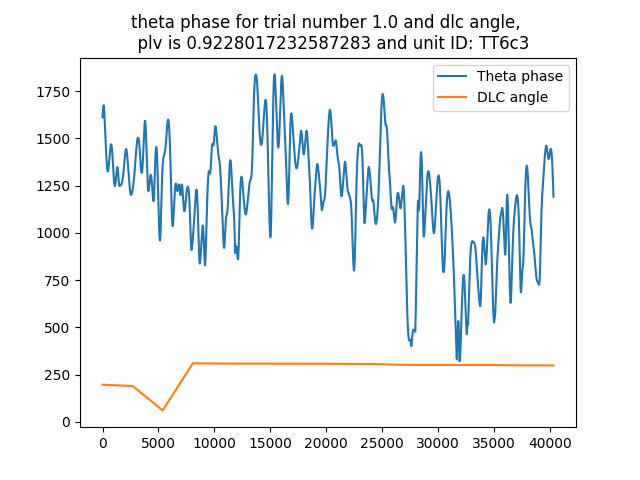 theta phase for trial number 1.0 and dlc angle,
plv is 0.9228017232587283 and unit ID: TT6c3
Theta phase
DLC angle
1750
1500
1250
1000
750
500
250
0
0 5000 10000 15000 20000 25000 30000 35000 40000